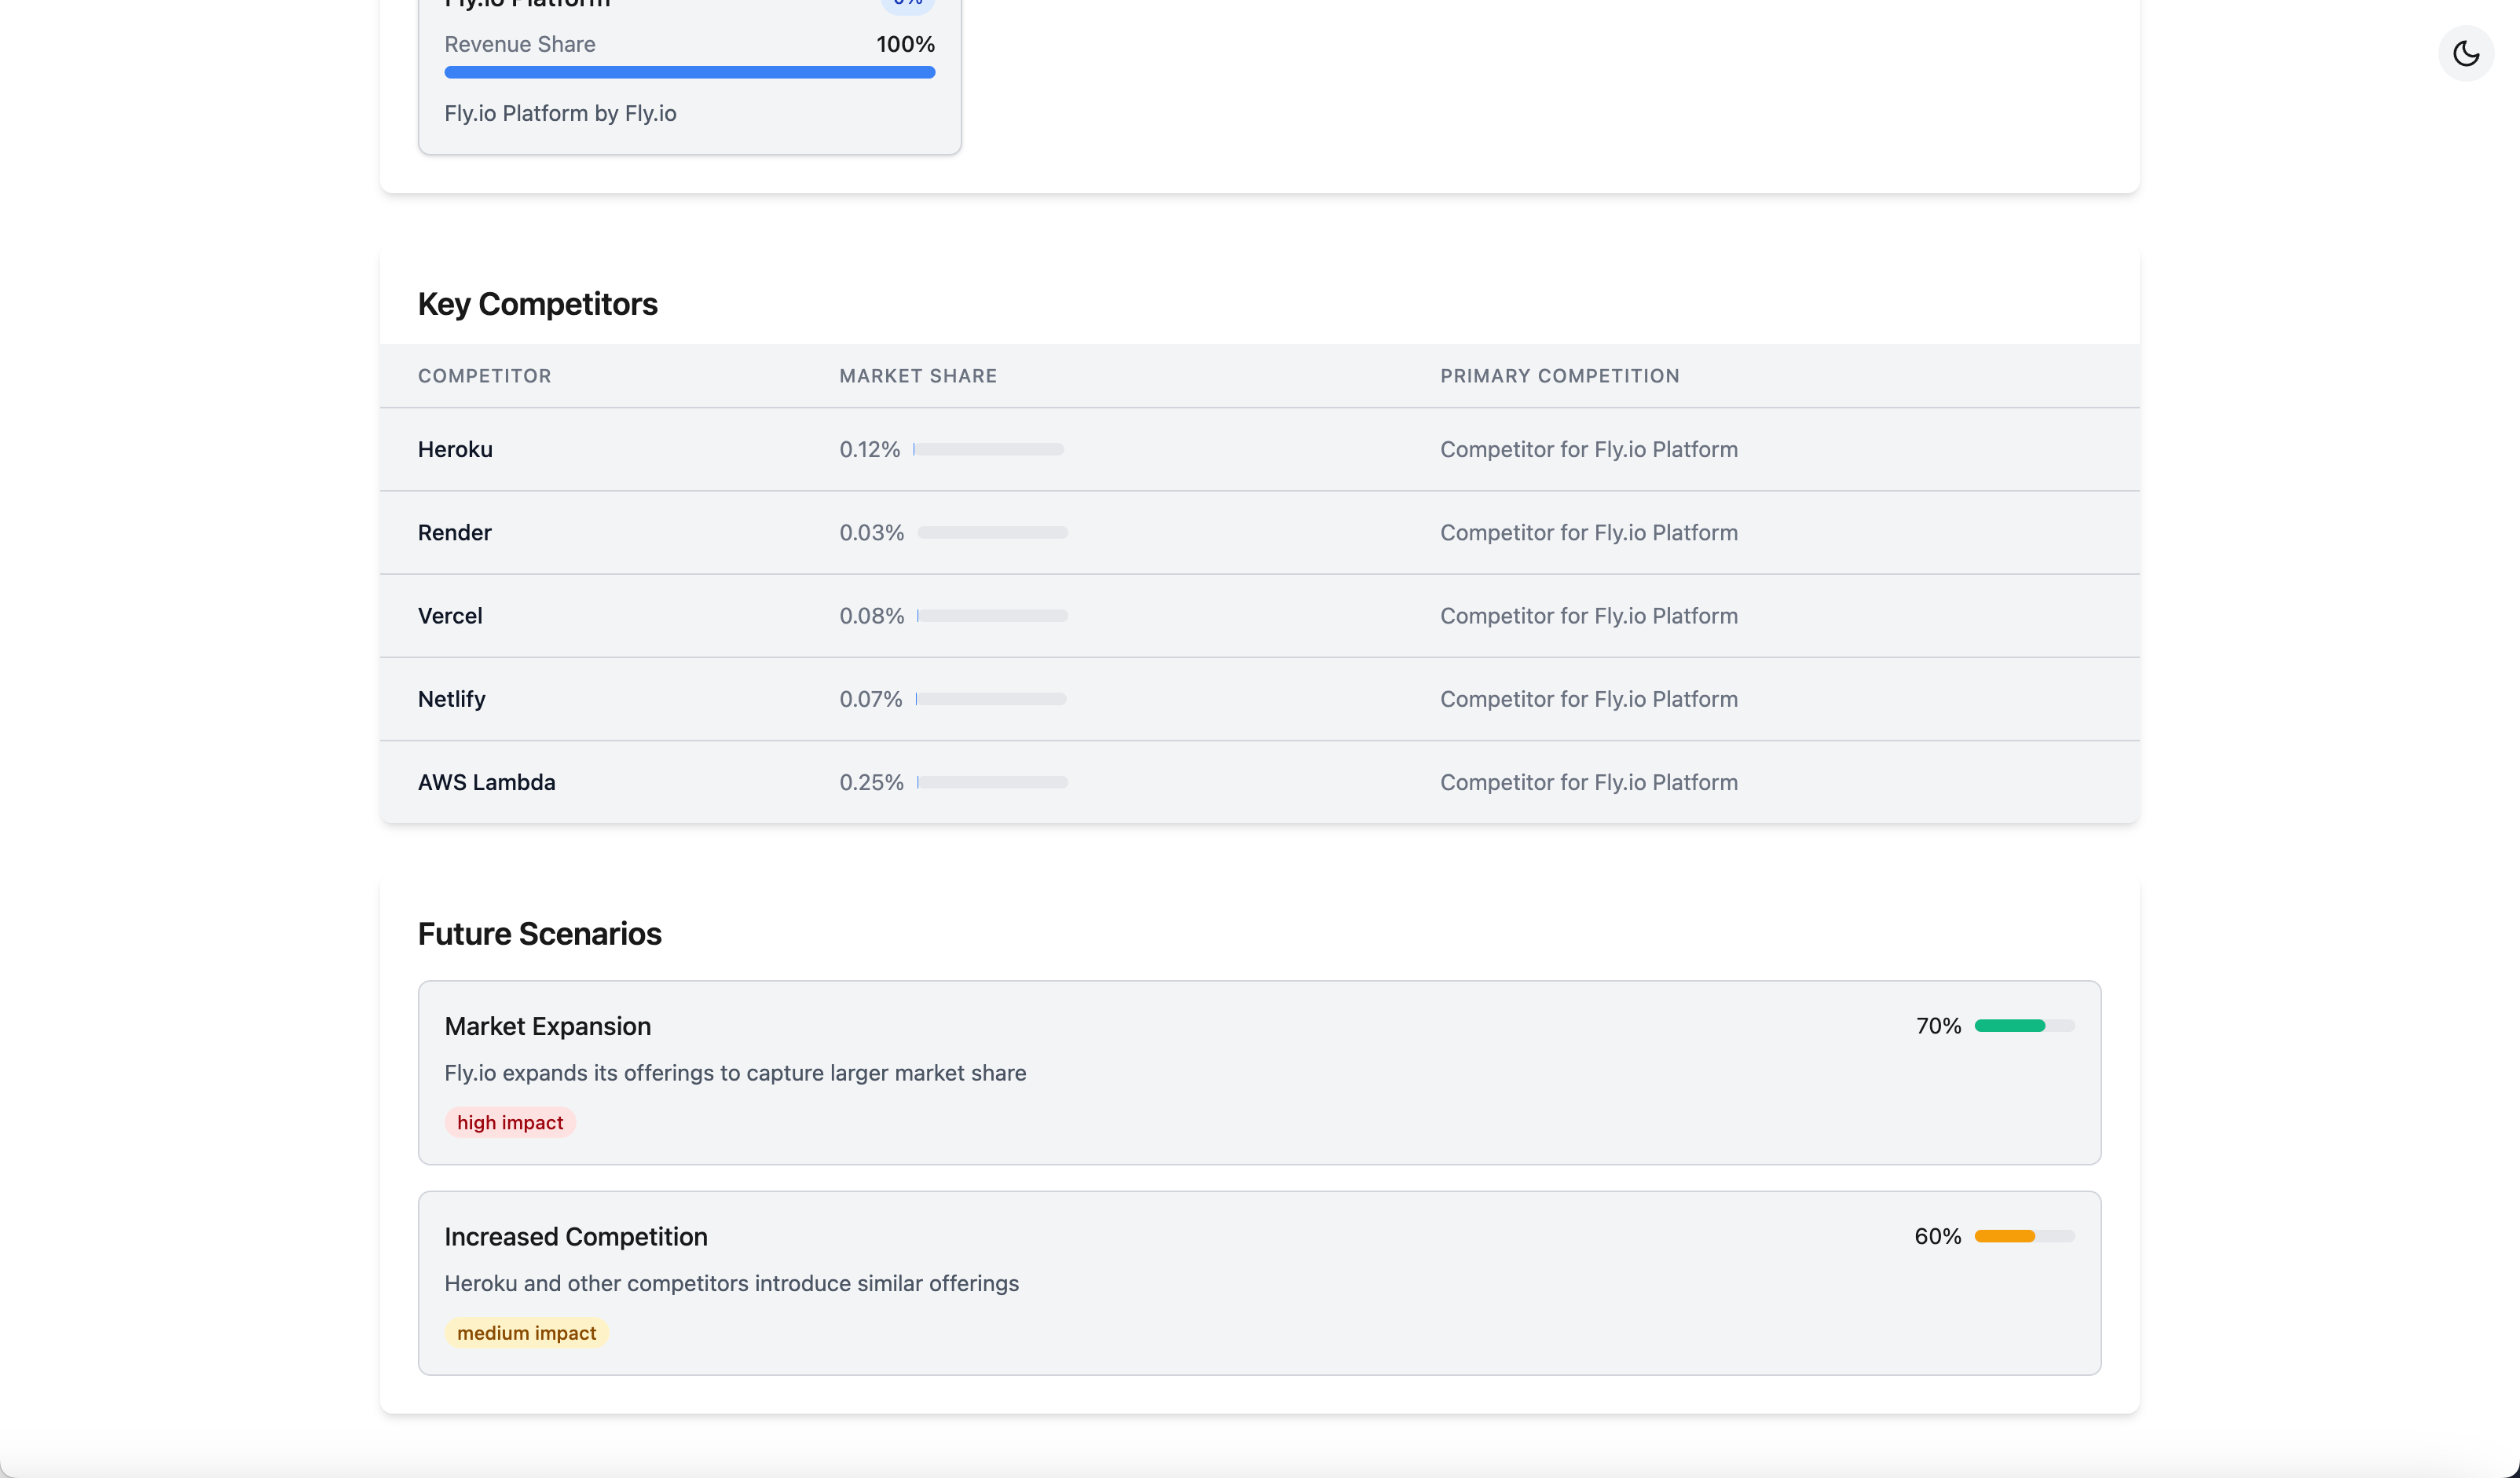 Fly.io Platform 0%
Revenue Share 100%
Fly.io Platform by Fly.io
Key Competitors
COMPETITOR MARKET SHARE PRIMARY COMPETITION
Heroku 0.12% Competitor for Fly.io Platform
Render 0.03% Competitor for Fly.io Platform
Vercel 0.08% Competitor for Fly.io Platform
Netlify 0.07% Competitor for Fly.io Platform
AWS Lambda 0.25% Competitor for Fly.io Platform
Future Scenarios
Market Expansion 70%
Fly.io expands its offerings to capture larger market share
high impact
Increased Competition 60%
Heroku and other competitors introduce similar offerings
medium impact